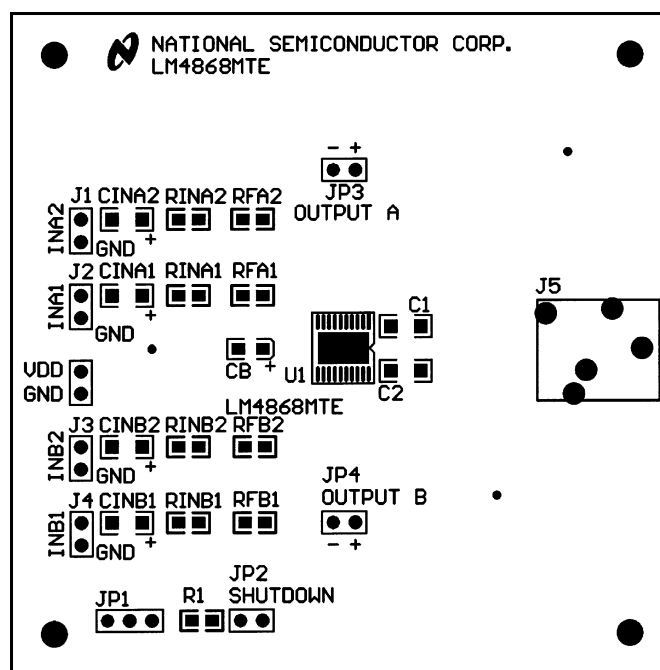 NATIONAL SEMICONDUCTOR CORP.
LM4868MTE
- +
JP3
OUTPUT A
J1 CINA2 RINA2 RFA2
INA2
GND +
J2 CINA1 RINA1 RFA1
INA1
GND +
J5
C1
VDD
GND
CB +
U1
C2
LM4868MTE
J3 CINB2 RINB2 RFB2
INB2
GND +
J4 CINB1 RINB1 RFB1
INB1
GND +
JP4
OUTPUT B
- +
JP1
R1
JP2
SHUTDOWN